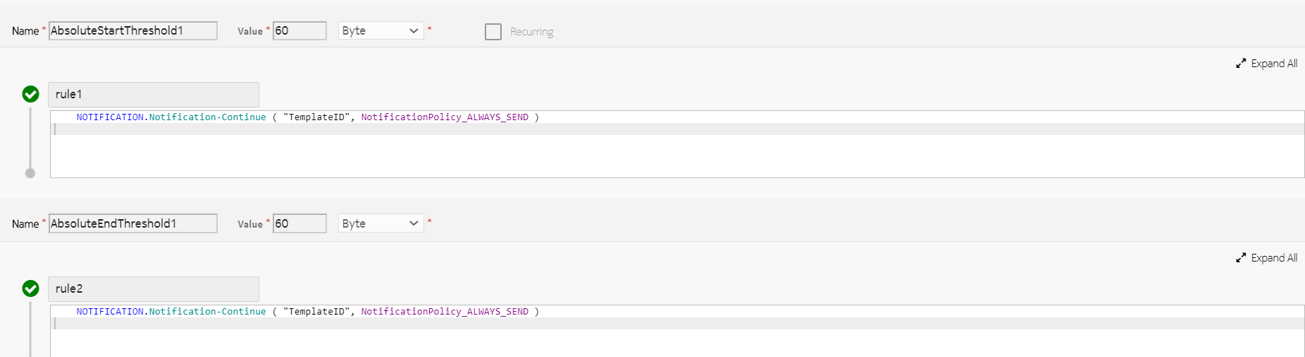 Name * AbsoluteStartThreshold1 Value * 60 Byte * Recurring
Expand All
rule1
NOTIFICATION.Notification-Continue ( "TemplateID", NotificationPolicy_ALWAYS_SEND )
Name * AbsoluteEndThreshold1 Value * 60 Byte *
Expand All
rule2
NOTIFICATION.Notification-Continue ( "TemplateID", NotificationPolicy_ALWAYS_SEND )